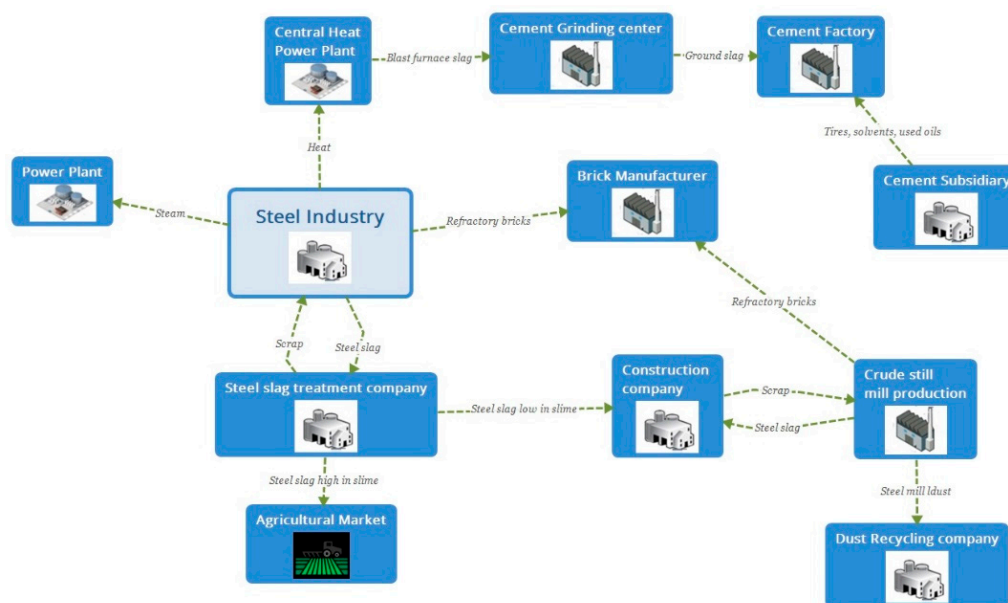 Central Heat
Power Plant
Blast furnace slag
Cement Grinding center
Ground slag
Cement Factory
Tires, solvents, used oils
Heat
Power Plant
Steam
Steel Industry
Refractory bricks
Brick Manufacturer
Cement Subsidiary
Refractory bricks
Scrap
Steel slag
Steel slag treatment company
Steel slag low in slime
Construction
company
Scrap
Steel slag
Crude still
mill production
Steel slag high in slime
Steel mill ldust
Agricultural Market
Dust Recycling company